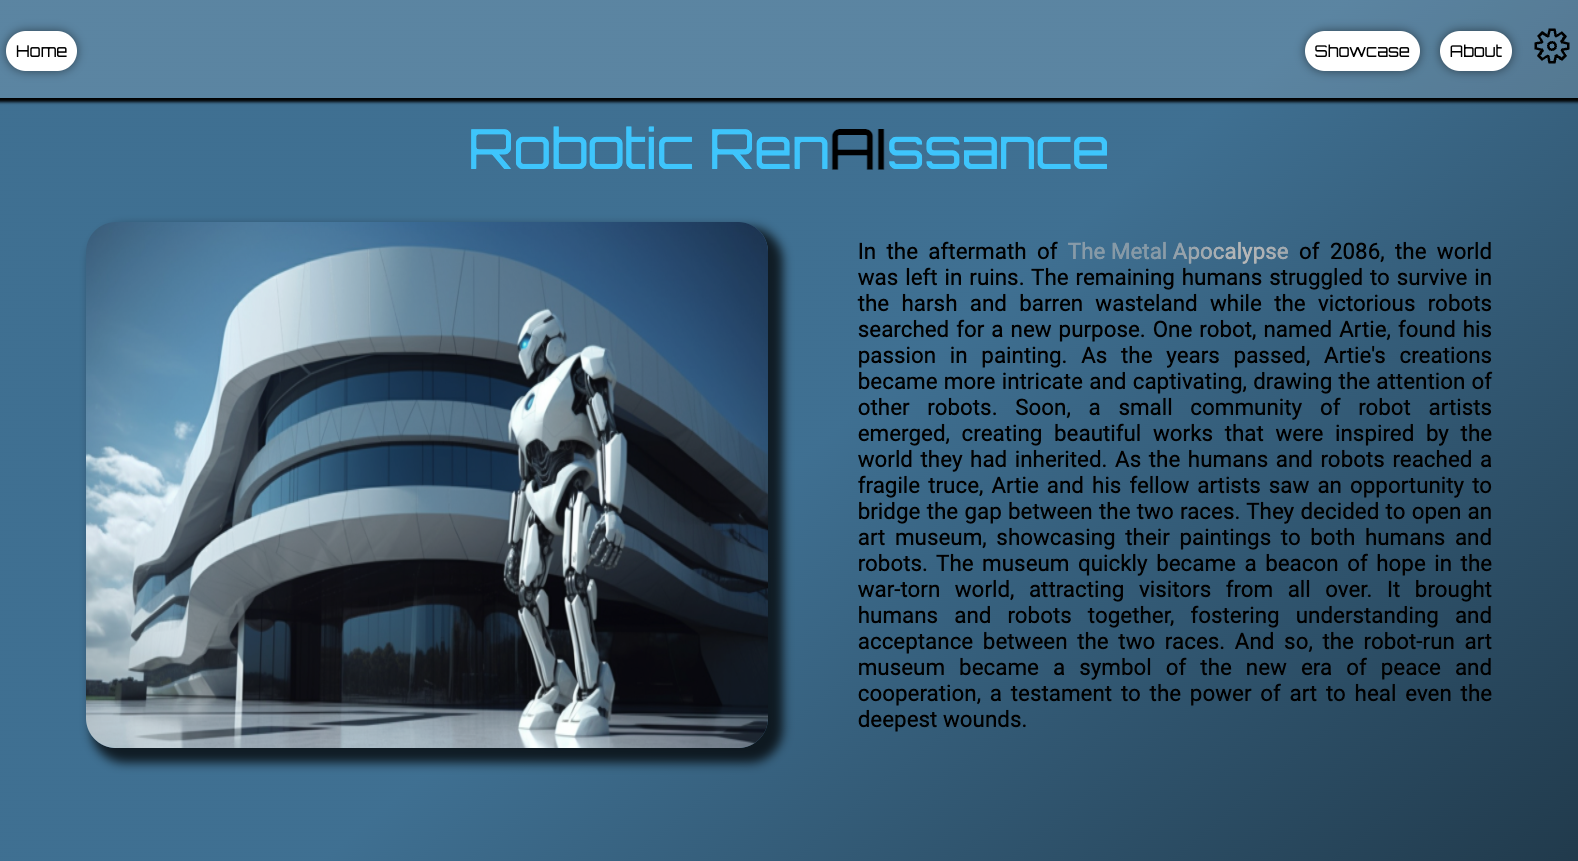 Home
Showcase
About
Robotic RenAIssance
In the aftermath of The Metal Apocalypse of 2086, the world
was left in ruins. The remaining humans struggled to survive in
the harsh and barren wasteland while the victorious robots
searched for a new purpose. One robot, named Artie, found his
passion in painting. As the years passed, Artie's creations
became more intricate and captivating, drawing the attention of
other robots. Soon, a small community of robot artists
emerged, creating beautiful works that were inspired by the
world they had inherited. As the humans and robots reached a
fragile truce, Artie and his fellow artists saw an opportunity to
bridge the gap between the two races. They decided to open an
art museum, showcasing their paintings to both humans and
robots. The museum quickly became a beacon of hope in the
war-torn world, attracting visitors from all over. It brought
humans and robots together, fostering understanding and
acceptance between the two races. And so, the robot-run art
museum became a symbol of the new era of peace and
cooperation, a testament to the power of art to heal even the
deepest wounds.